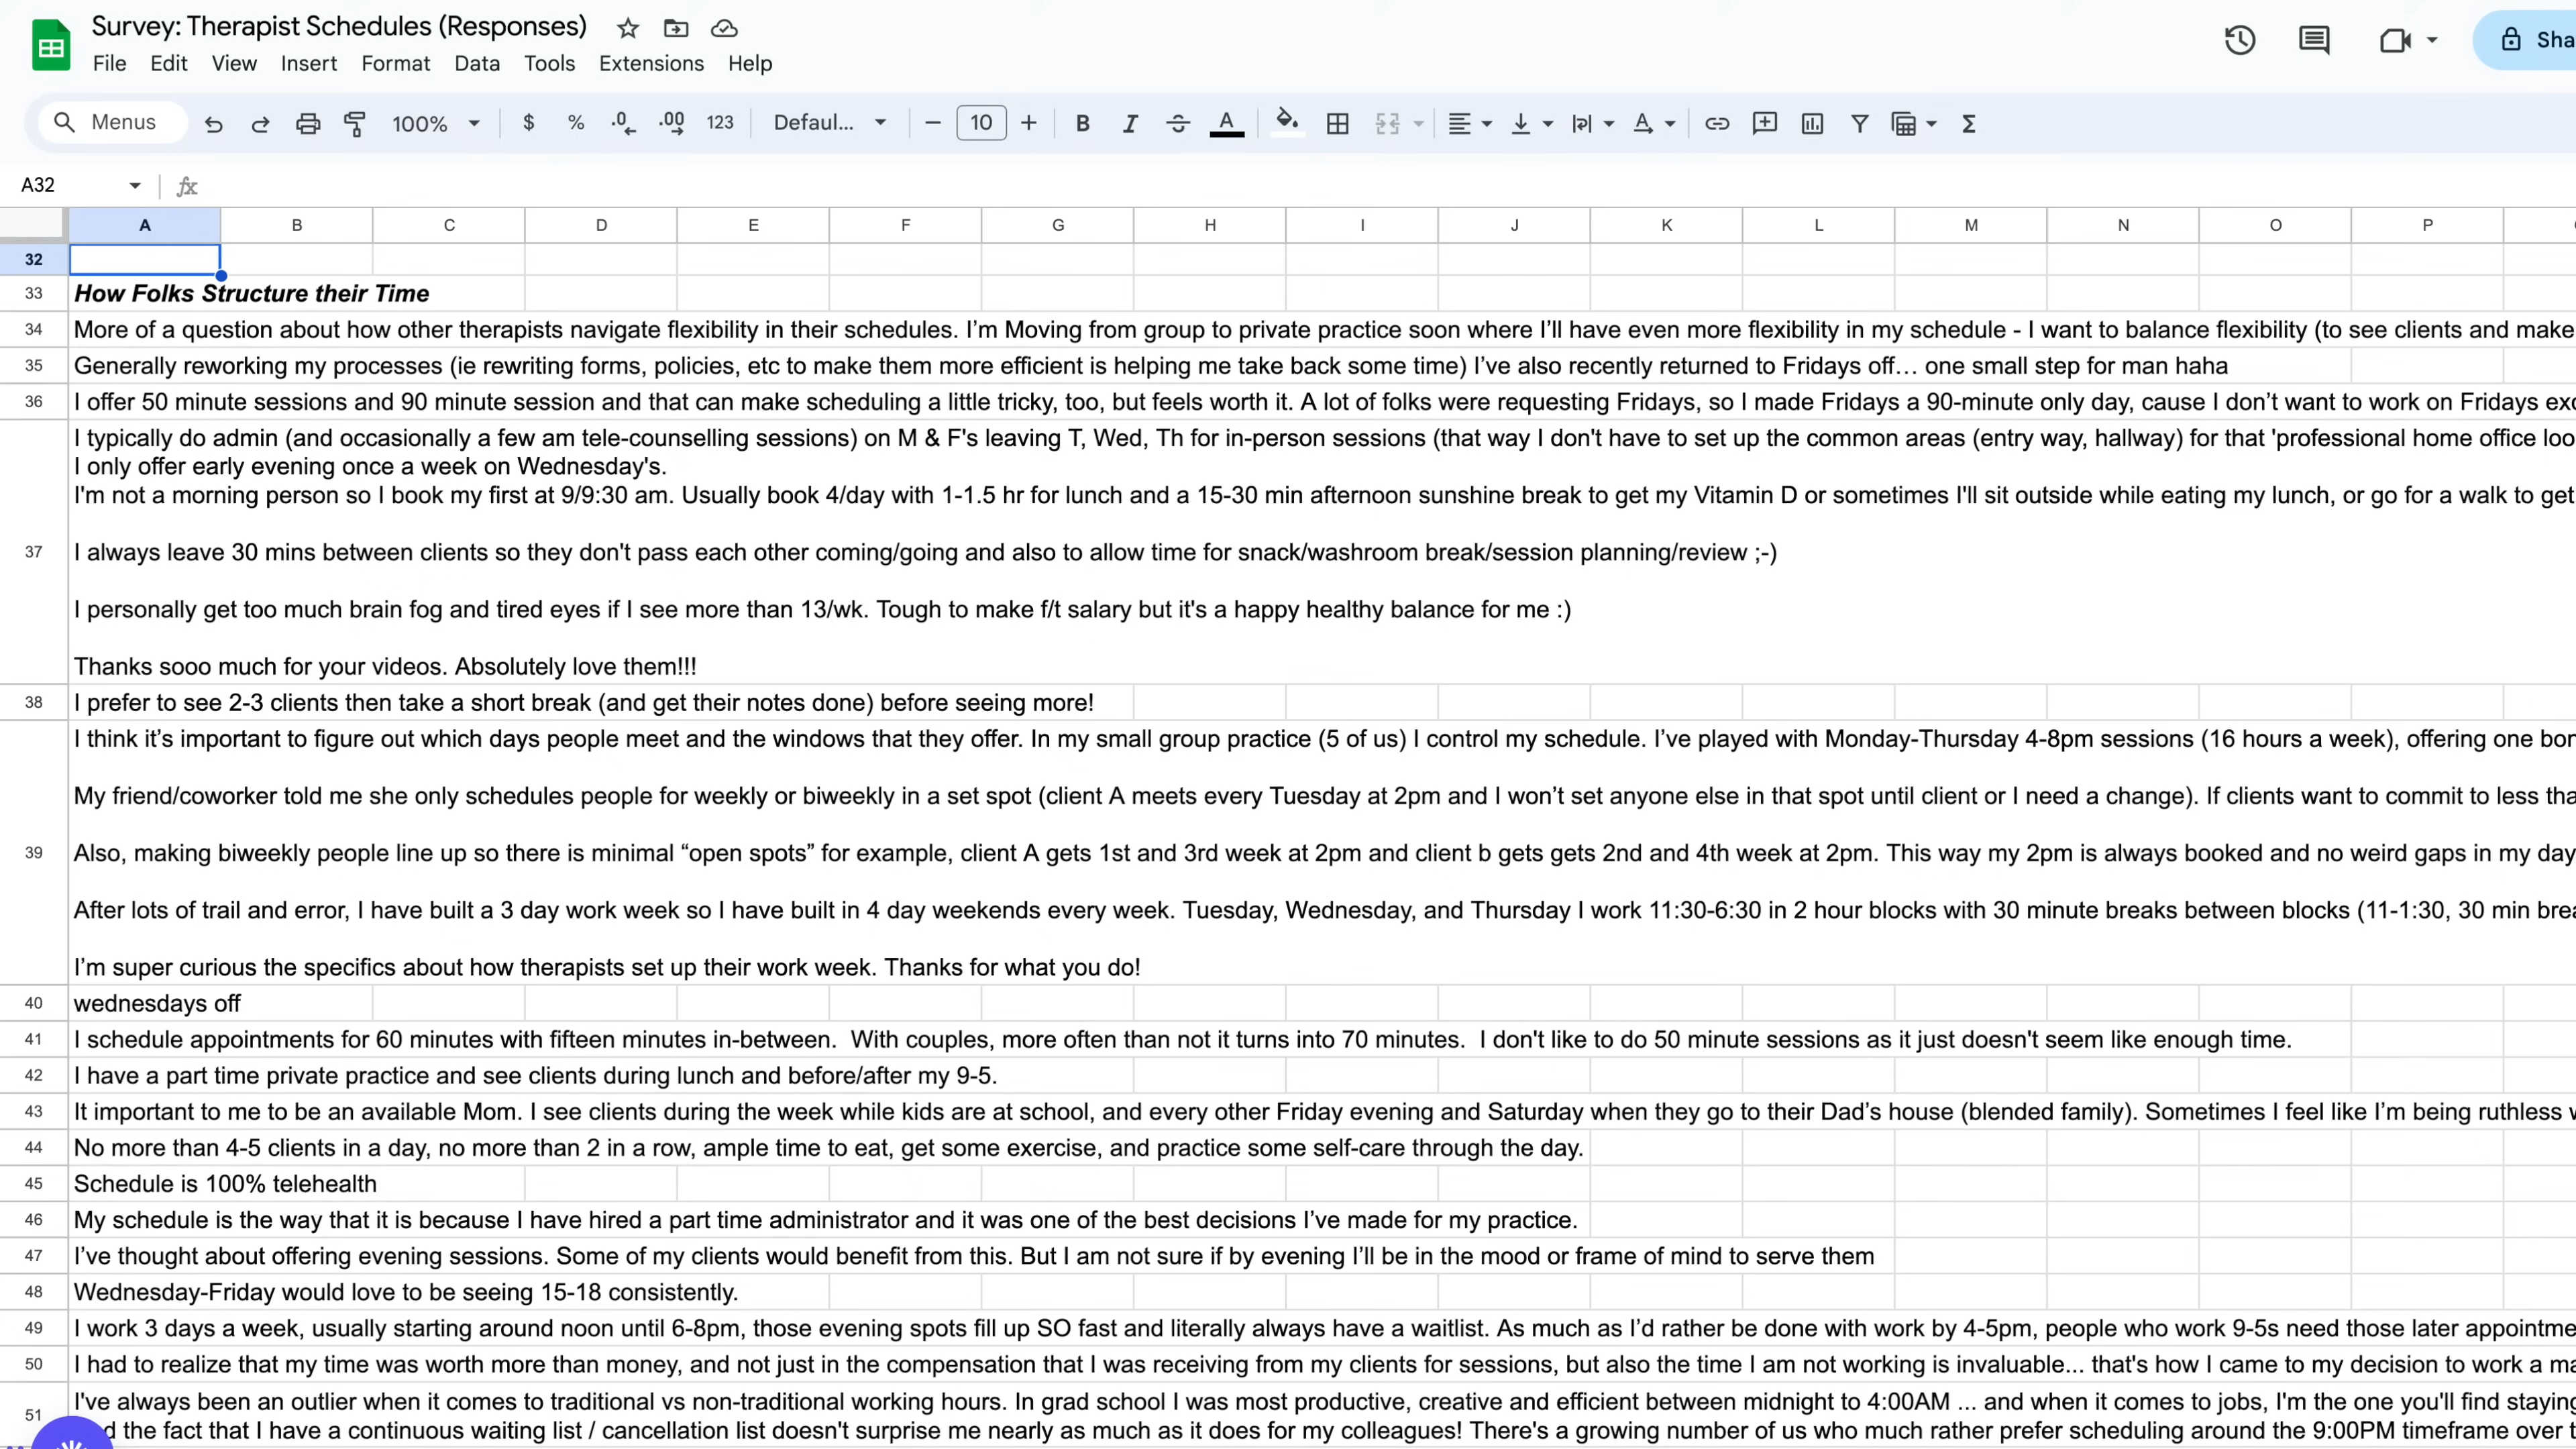 Survey: Therapist Schedules (Responses)
File Edit View Insert Format Data Tools Extensions Help
Sha
Menus 100% $ % .0 .00 123 Defaul... 10 B I A Σ
A32 fx
A B C D E F G H I J K L M N O P
32
33 How Folks Structure their Time
34 More of a question about how other therapists navigate flexibility in their schedules. I'm Moving from group to private practice soon where I'll have even more flexibility in my schedule - I want to balance flexibility (to see clients and make
35 Generally reworking my processes (ie rewriting forms, policies, etc to make them more efficient is helping me take back some time) I've also recently returned to Fridays off… one small step for man haha
36 I offer 50 minute sessions and 90 minute session and that can make scheduling a little tricky, too, but feels worth it. A lot of folks were requesting Fridays, so I made Fridays a 90-minute only day, cause I don't want to work on Fridays exc
I typically do admin (and occasionally a few am tele-counselling sessions) on M & F's leaving T, Wed, Th for in-person sessions (that way I don't have to set up the common areas (entry way, hallway) for that 'professional home office loo
I only offer early evening once a week on Wednesday's.
I'm not a morning person so I book my first at 9/9:30 am. Usually book 4/day with 1-1.5 hr for lunch and a 15-30 min afternoon sunshine break to get my Vitamin D or sometimes I'll sit outside while eating my lunch, or go for a walk to get
37 I always leave 30 mins between clients so they don't pass each other coming/going and also to allow time for snack/washroom break/session planning/review ;-)
I personally get too much brain fog and tired eyes if I see more than 13/wk. Tough to make f/t salary but it's a happy healthy balance for me :)
Thanks sooo much for your videos. Absolutely love them!!!
38 I prefer to see 2-3 clients then take a short break (and get their notes done) before seeing more!
I think it's important to figure out which days people meet and the windows that they offer. In my small group practice (5 of us) I control my schedule. I've played with Monday-Thursday 4-8pm sessions (16 hours a week), offering one bon
My friend/coworker told me she only schedules people for weekly or biweekly in a set spot (client A meets every Tuesday at 2pm and I won't set anyone else in that spot until client or I need a change). If clients want to commit to less tha
39 Also, making biweekly people line up so there is minimal “open spots” for example, client A gets 1st and 3rd week at 2pm and client b gets gets 2nd and 4th week at 2pm. This way my 2pm is always booked and no weird gaps in my day
After lots of trail and error, I have built a 3 day work week so I have built in 4 day weekends every week. Tuesday, Wednesday, and Thursday I work 11:30-6:30 in 2 hour blocks with 30 minute breaks between blocks (11-1:30, 30 min brea
I'm super curious the specifics about how therapists set up their work week. Thanks for what you do!
40 wednesdays off
41 I schedule appointments for 60 minutes with fifteen minutes in-between. With couples, more often than not it turns into 70 minutes. I don't like to do 50 minute sessions as it just doesn't seem like enough time.
42 I have a part time private practice and see clients during lunch and before/after my 9-5.
43 It important to me to be an available Mom. I see clients during the week while kids are at school, and every other Friday evening and Saturday when they go to their Dad's house (blended family). Sometimes I feel like I'm being ruthless w
44 No more than 4-5 clients in a day, no more than 2 in a row, ample time to eat, get some exercise, and practice some self-care through the day.
45 Schedule is 100% telehealth
46 My schedule is the way that it is because I have hired a part time administrator and it was one of the best decisions I've made for my practice.
47 I've thought about offering evening sessions. Some of my clients would benefit from this. But I am not sure if by evening I'll be in the mood or frame of mind to serve them
48 Wednesday-Friday would love to be seeing 15-18 consistently.
49 I work 3 days a week, usually starting around noon until 6-8pm, those evening spots fill up SO fast and literally always have a waitlist. As much as I'd rather be done with work by 4-5pm, people who work 9-5s need those later appointme
50 I had to realize that my time was worth more than money, and not just in the compensation that I was receiving from my clients for sessions, but also the time I am not working is invaluable... that's how I came to my decision to work a ma
51 I've always been an outlier when it comes to traditional vs non-traditional working hours. In grad school I was most productive, creative and efficient between midnight to 4:00AM ... and when it comes to jobs, I'm the one you'll find staying
d the fact that I have a continuous waiting list / cancellation list doesn't surprise me nearly as much as it does for my colleagues! There's a growing number of us who much rather prefer scheduling around the 9:00PM timeframe over